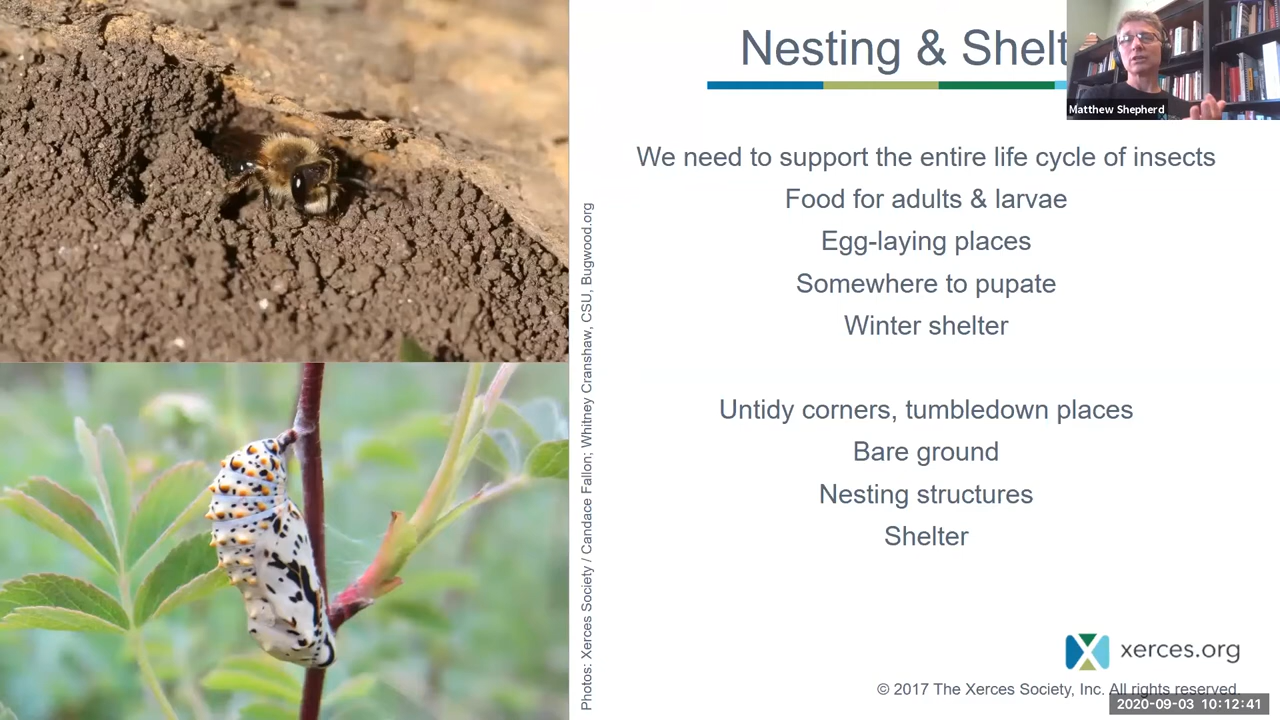 Nesting & Shelt
Matthew Shepherd
We need to support the entire life cycle of insects
Food for adults & larvae
Egg-laying places
Somewhere to pupate
Winter shelter
Untidy corners, tumbledown places
Bare ground
Nesting structures
Shelter
Photos: Xerces Society / Candace Fallon; Whitney Cranshaw, CSU, Bugwood.org
xerces.org
© 2017 The Xerces Society, Inc. All rights reserved.
2020-09-03 10:12:41